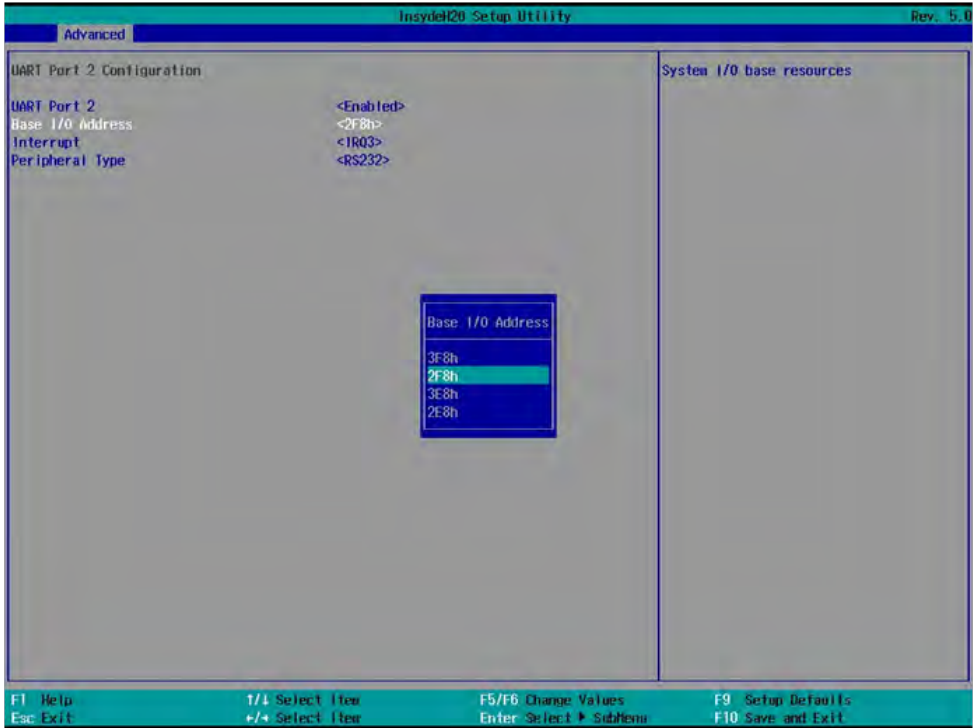 InsydeH20 Setup Utility Rev. 5.0
Advanced
UART Port 2 Configuration
System I/O base resources
UART Port 2 <Enabled>
Base I/O Address <2F8h>
Interrupt <IRQ3>
Peripheral Type <RS232>
Base I/O Address
3F8h
2F8h
3E8h
2E8h
F1 Help ↑/↓ Select Item F5/F6 Change Values F9 Setup Defaults
Esc Exit ←/→ Select Item Enter Select ▶ SubMenu F10 Save and Exit